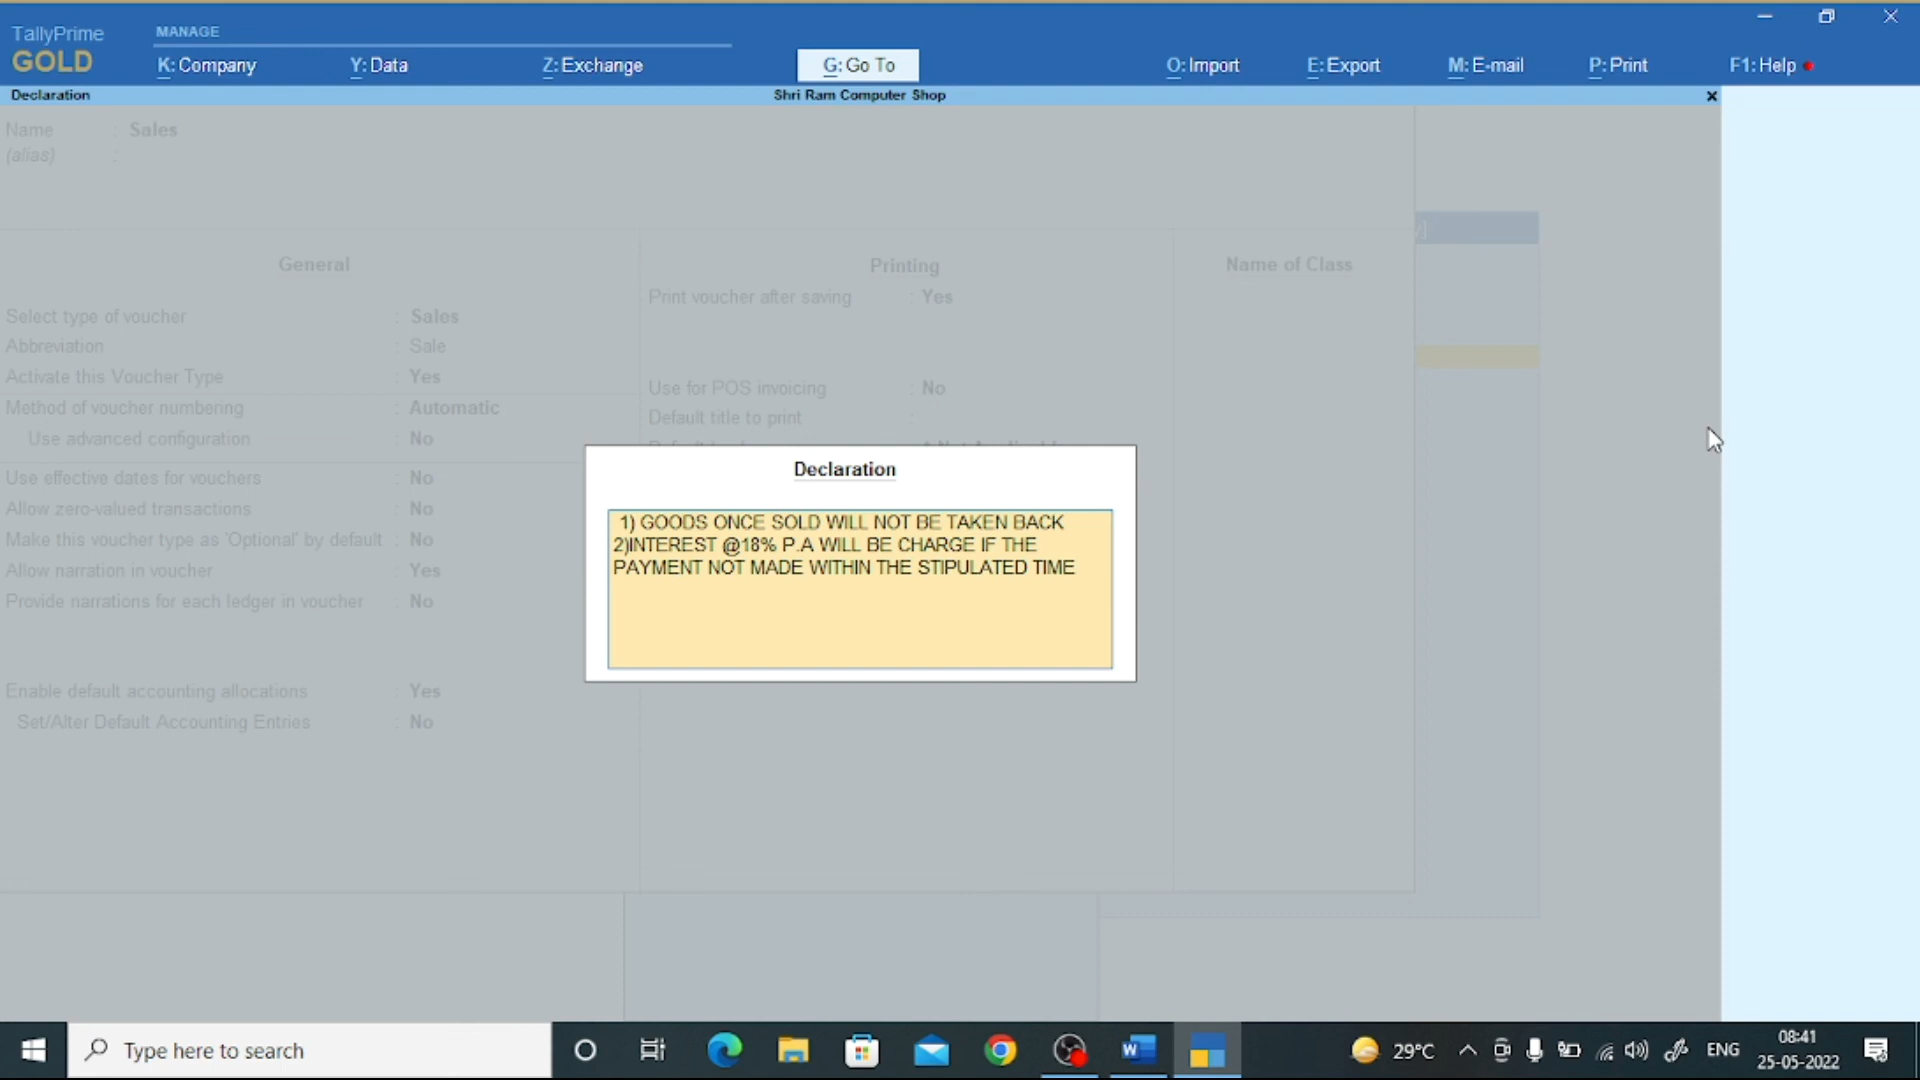 TallyPrime
GOLD
MANAGE
K: Company
Y: Data
Z: Exchange
G: Go To
O: Import
E: Export
M: E-mail
P: Print
F1: Help
Declaration
Shri Ram Computer Shop
Name : Sales
(alias) :
General
Printing
Name of Class
Print voucher after saving : Yes
Select type of voucher : Sales
Abbreviation : Sale
Activate this Voucher Type : Yes
Use for POS invoicing : No
Method of voucher numbering : Automatic
Default title to print :
Use advanced configuration : No
Use effective dates for vouchers : No
Allow zero-valued transactions : No
Make this voucher type as 'Optional' by default : No
Allow narration in voucher : Yes
Provide narrations for each ledger in voucher : No
Enable default accounting allocations : Yes
Set/Alter Default Accounting Entries : No
Declaration
1) GOODS ONCE SOLD WILL NOT BE TAKEN BACK
2)INTEREST @18% P.A WILL BE CHARGE IF THE
PAYMENT NOT MADE WITHIN THE STIPULATED TIME
Type here to search
29°C
ENG
08:41
25-05-2022